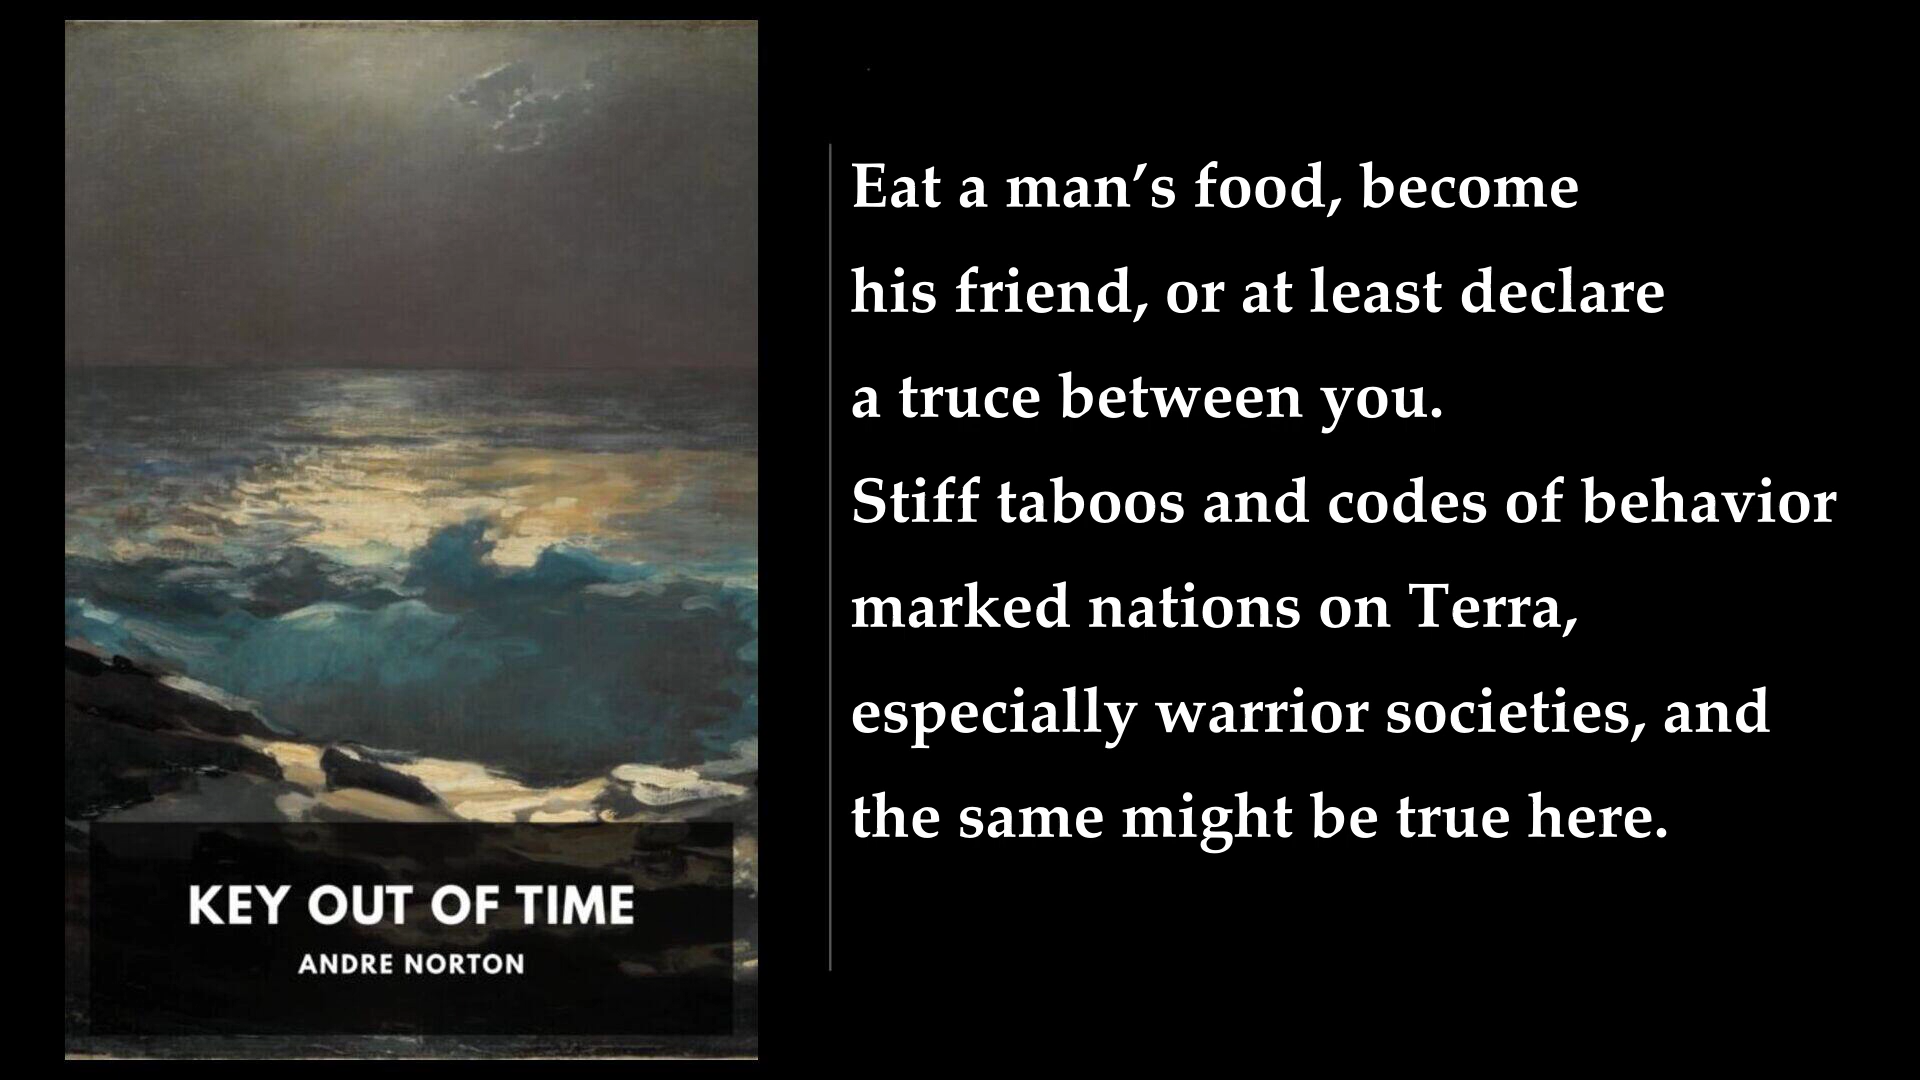 KEY OUT OF TIME
ANDRE NORTON
Eat a man’s food, become
his friend, or at least declare
a truce between you.
Stiff taboos and codes of behavior
marked nations on Terra,
especially warrior societies, and
the same might be true here.